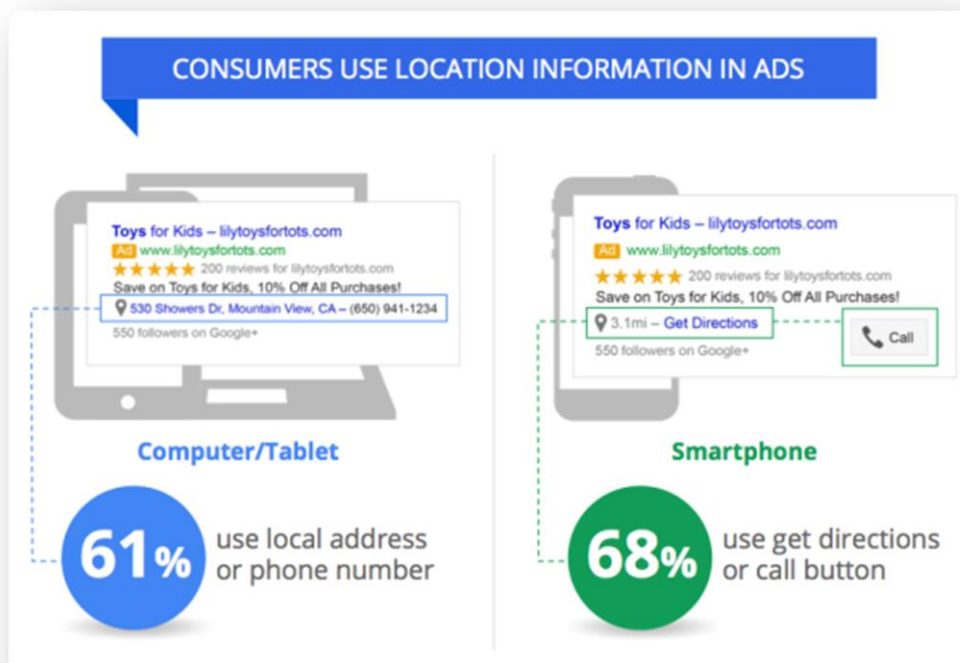 CONSUMERS USE LOCATION INFORMATION IN ADS
Toys for Kids – lilytoysfortots.com
Ad www.lilytoysfortots.com
200 reviews for lilytoysfortots.com
Save on Toys for Kids, 10% Off All Purchases!
530 Showers Dr, Mountain View, CA – (650) 941-1234
550 followers on Google+
Computer/Tablet
61%
use local address
or phone number
Toys for Kids – lilytoysfortots.com
Ad www.lilytoysfortots.com
200 reviews for lilytoysfortots.com
Save on Toys for Kids, 10% Off All Purchases!
3.1mi – Get Directions
Call
550 followers on Google+
Smartphone
68%
use get directions
or call button